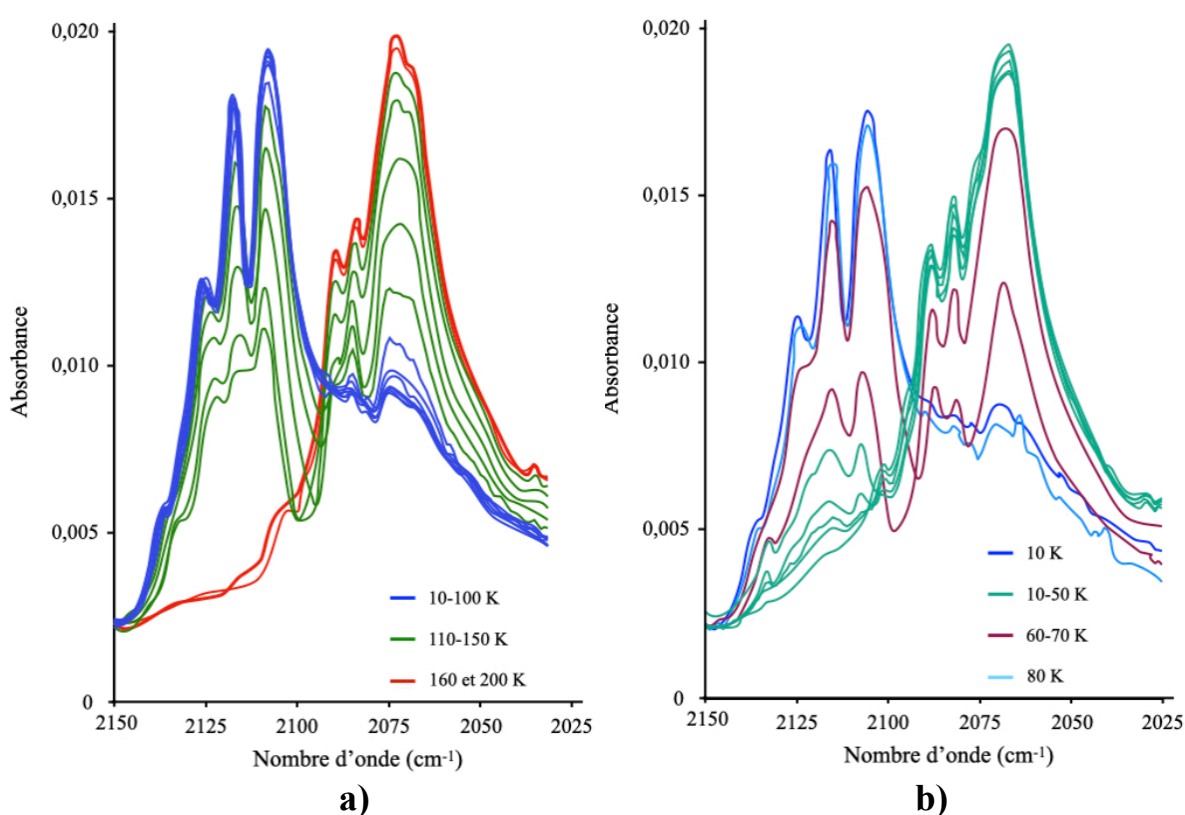 0,020
0,015
0,010
0,005
0
Absorbance
2150
2125
2100
2075
2050
2025
Nombre d'onde (cm-1)
10-100 K
110-150 K
160 et 200 K
a)
0,020
0,015
0,010
0,005
0
Absorbance
2150
2125
2100
2075
2050
2025
Nombre d'onde (cm-1)
10 K
10-50 K
60-70 K
80 K
b)